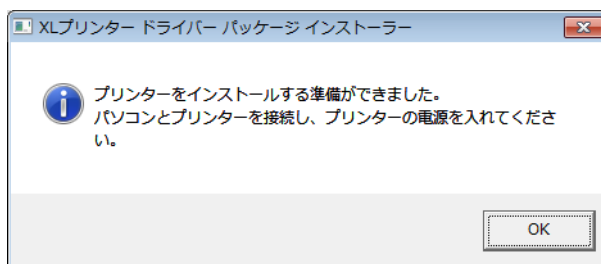 XLプリンター ドライバー パッケージ インストーラー
プリンターをインストールする準備ができました。
パソコンとプリンターを接続し、プリンターの電源を入れてくださ
い。
OK